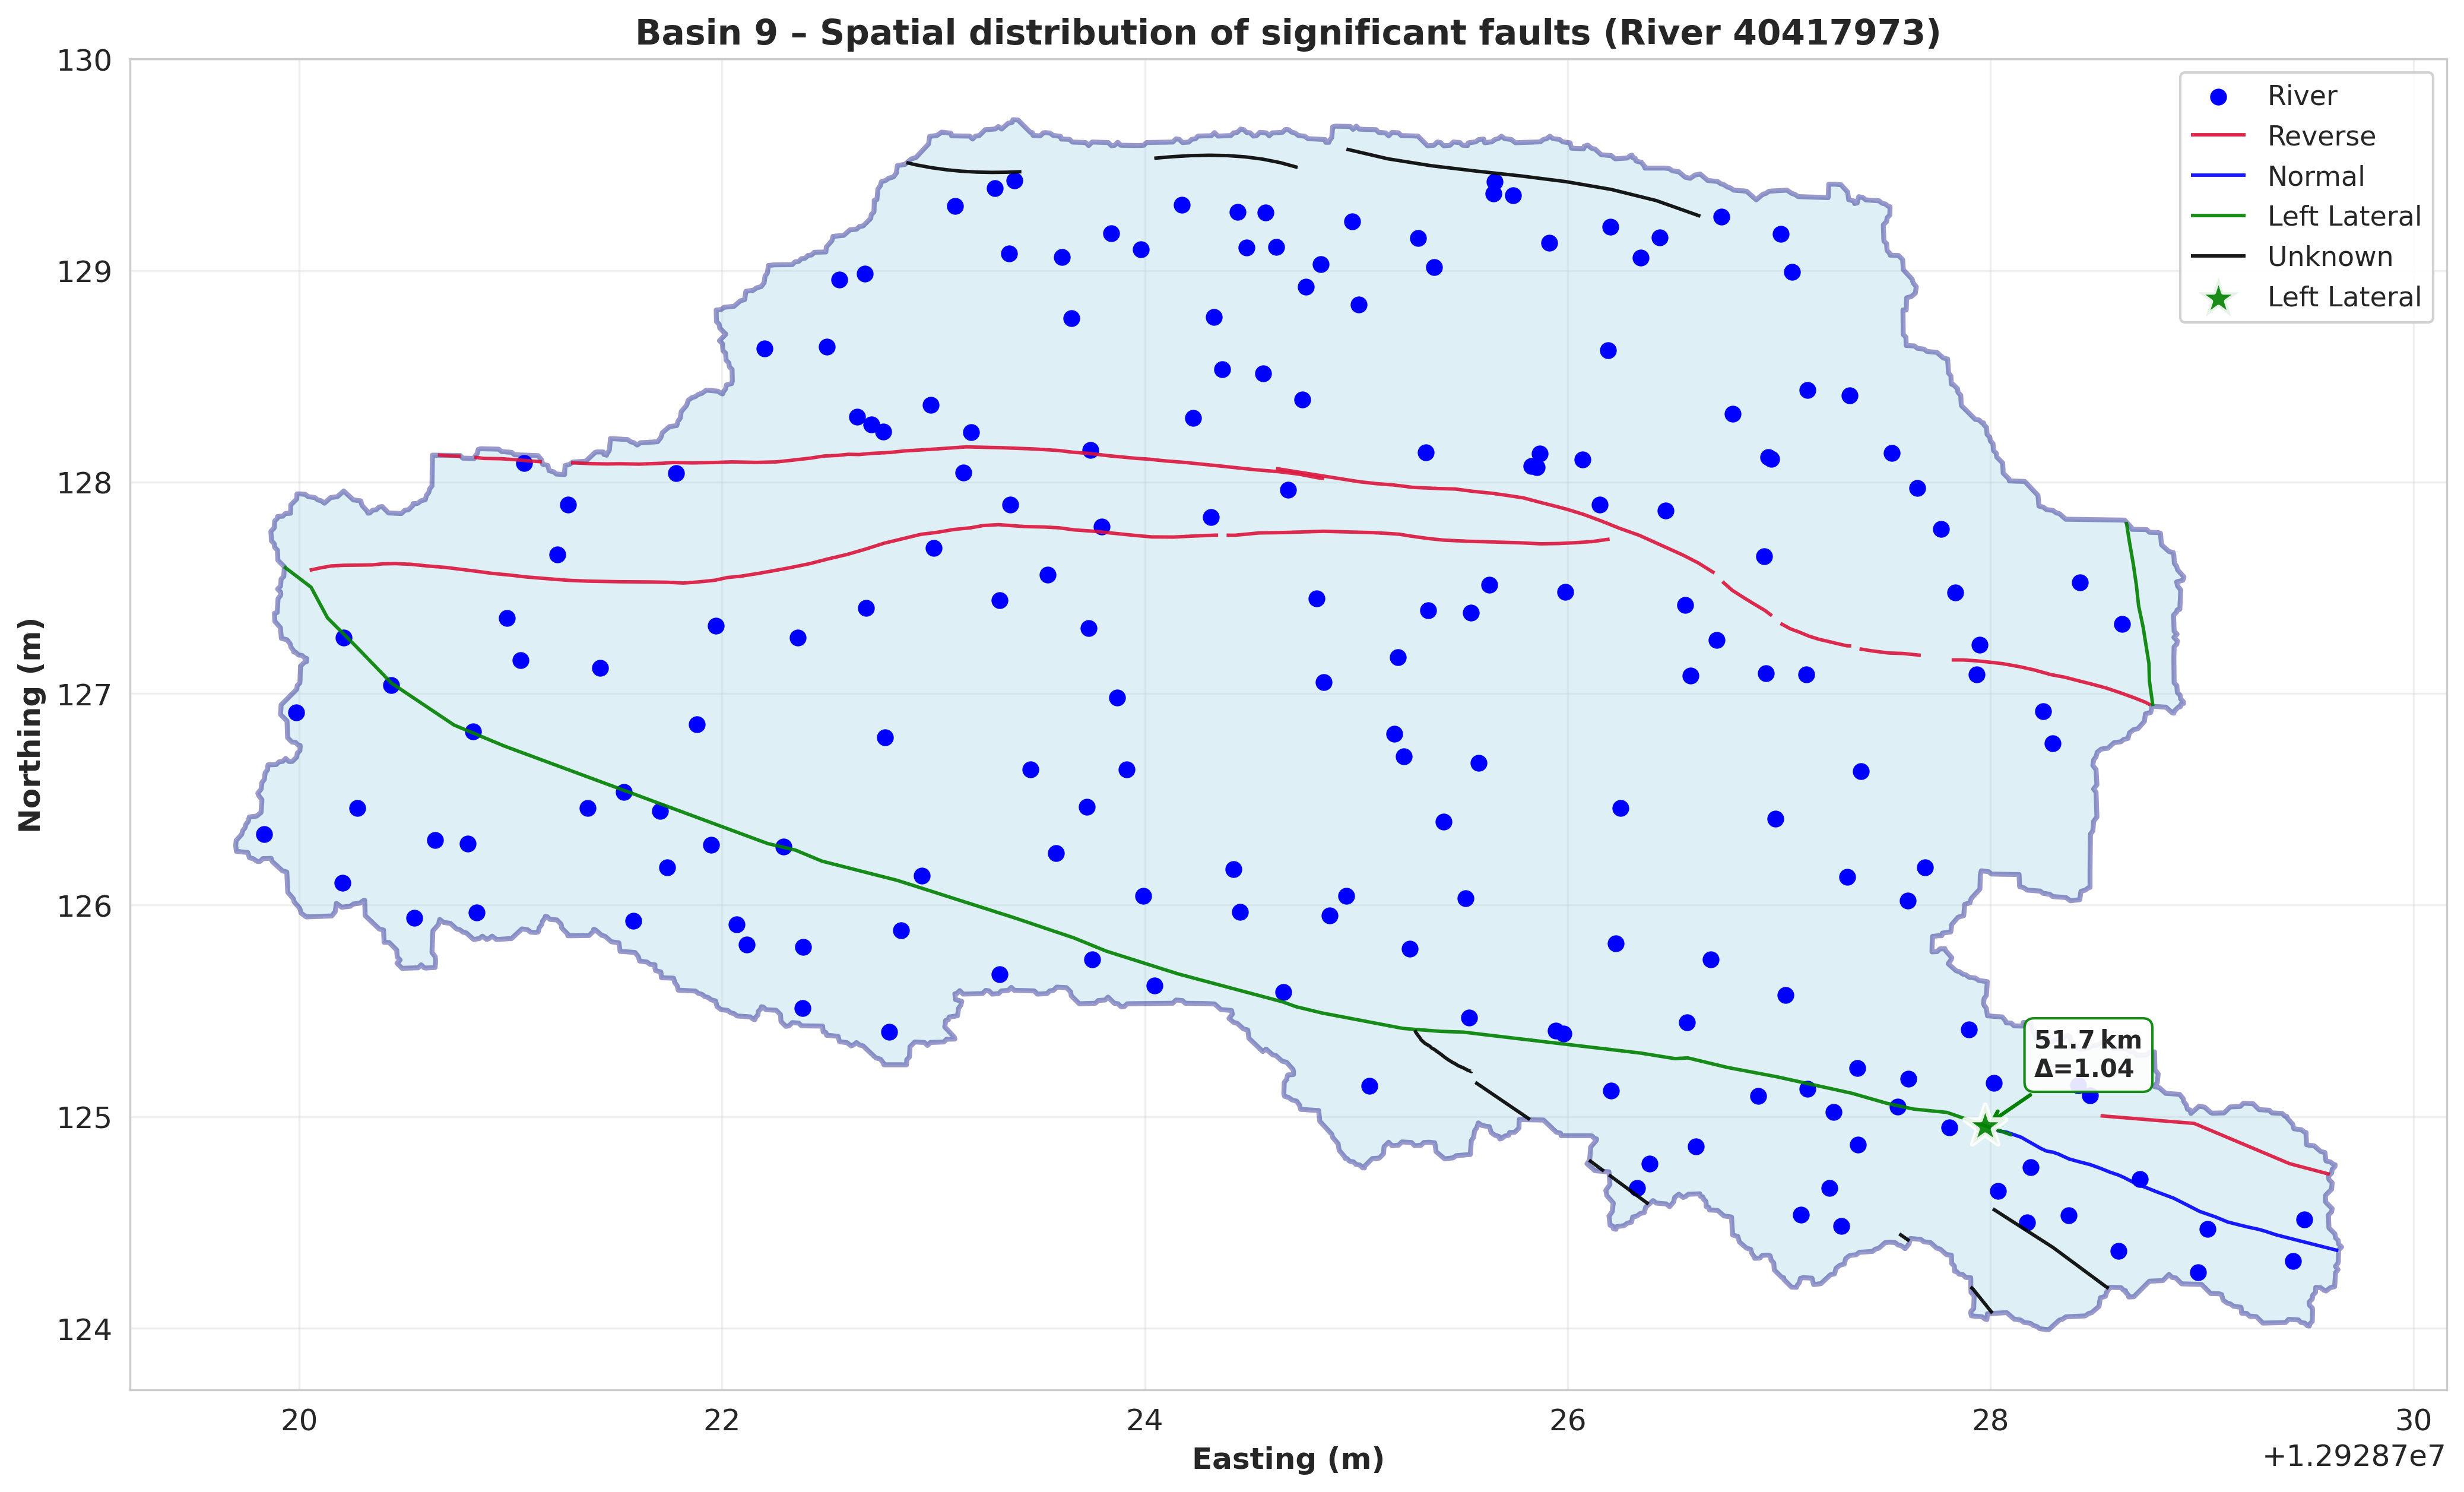 Basin 9 – Spatial distribution of significant faults (River 40417973)
130
129
128
127
126
125
124
Northing (m)
River
Reverse
Normal
Left Lateral
Unknown
Left Lateral
51.7 km
Δ=1.04
20
22
24
26
28
30
Easting (m)
+1.29287e7